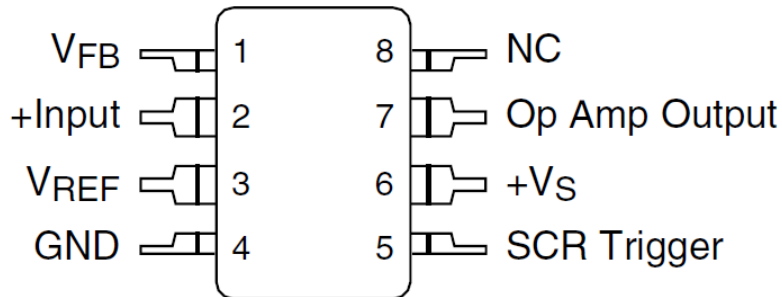 VFB 1 8 NC
+Input 2 7 Op Amp Output
VREF 3 6 +VS
GND 4 5 SCR Trigger